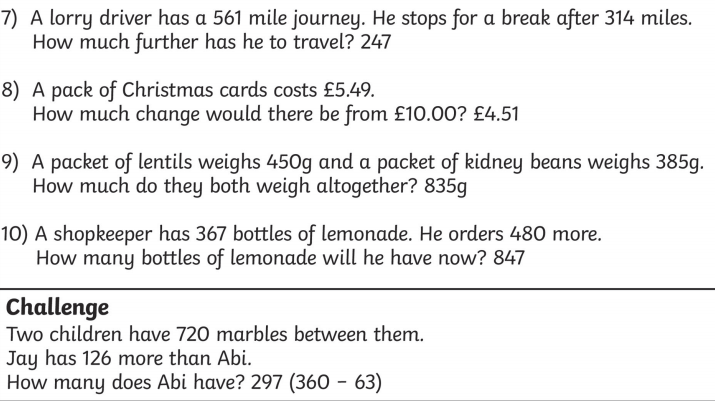 7) A lorry driver has a 561 mile journey. He stops for a break after 314 miles.
How much further has he to travel? 247
8) A pack of Christmas cards costs £5.49.
How much change would there be from £10.00? £4.51
9) A packet of lentils weighs 450g and a packet of kidney beans weighs 385g.
How much do they both weigh altogether? 835g
10) A shopkeeper has 367 bottles of lemonade. He orders 480 more.
How many bottles of lemonade will he have now? 847
Challenge
Two children have 720 marbles between them.
Jay has 126 more than Abi.
How many does Abi have? 297 (360 – 63)